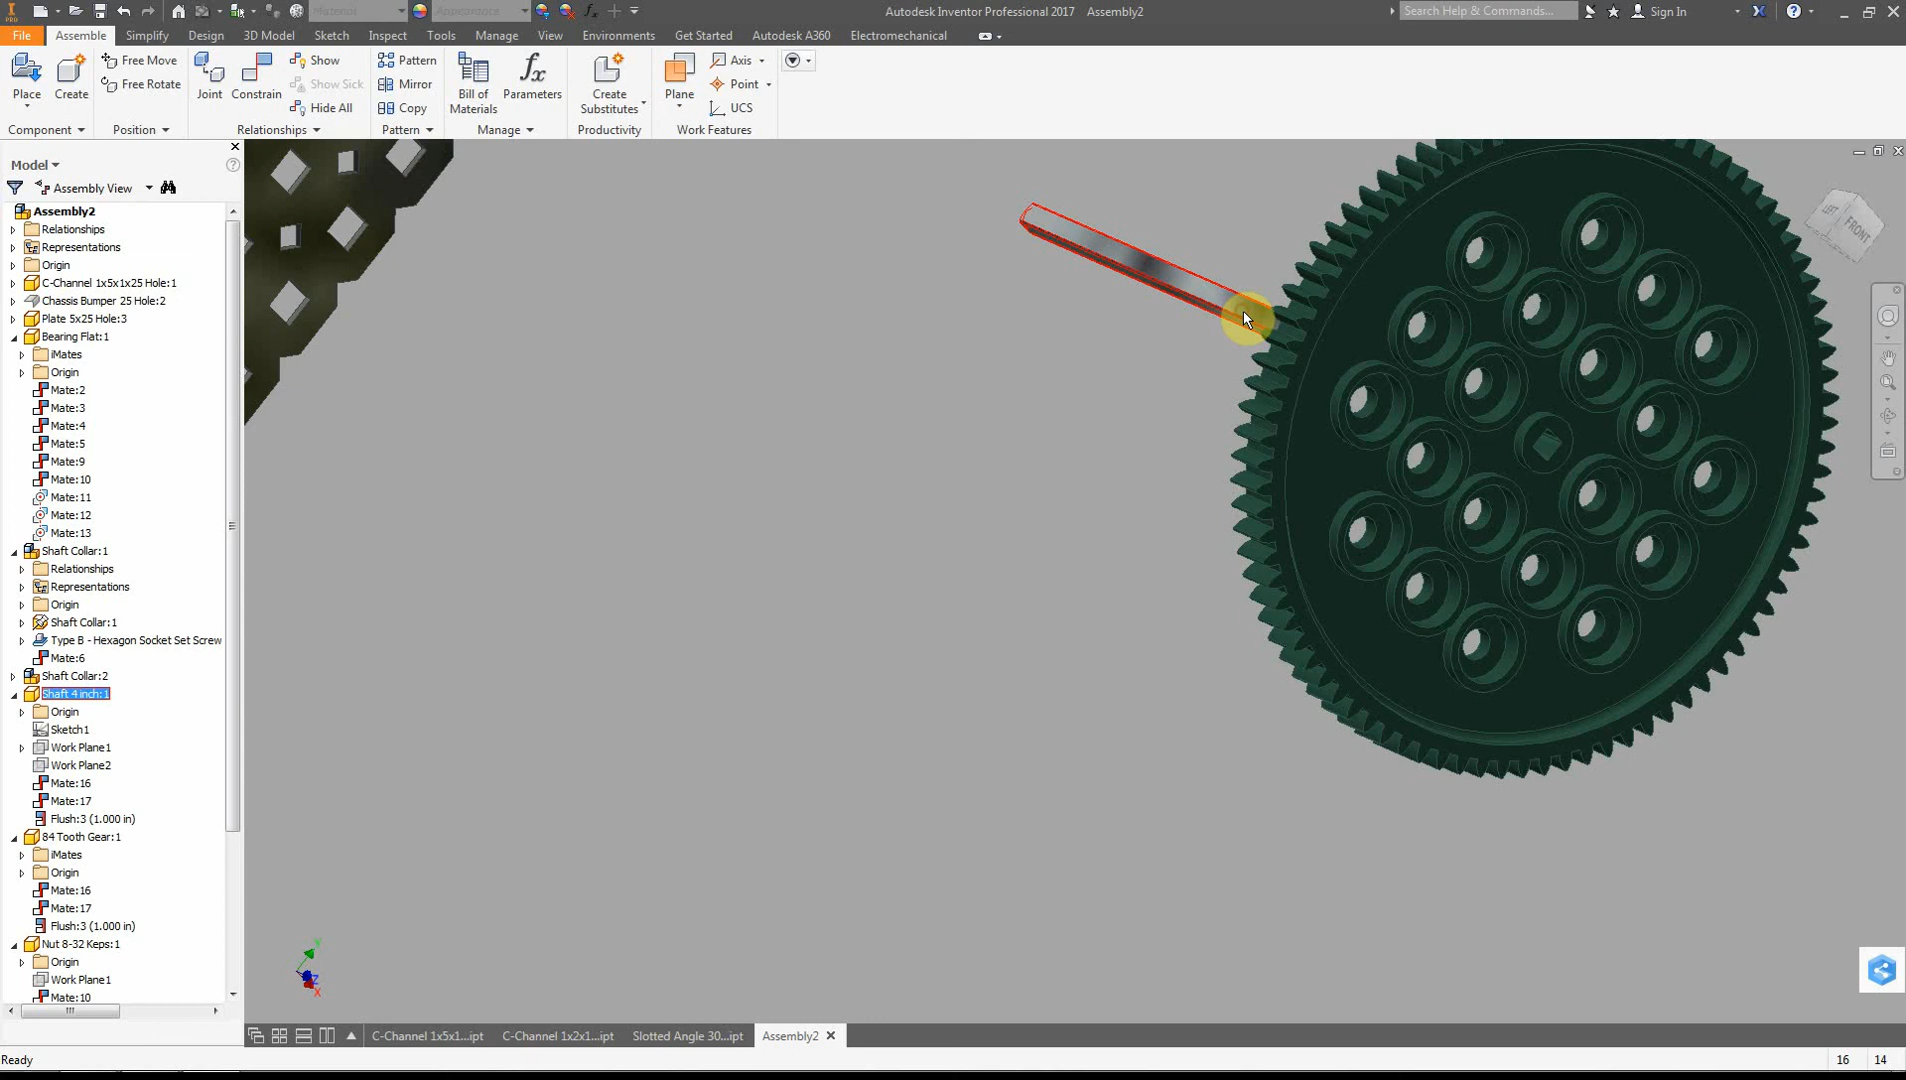 Material
Appearance
Autodesk Inventor Professional 2017 Assembly2
Search Help & Commands...
Sign In
PRO
File
Assemble
Simplify
Design
3D Model
Sketch
Inspect
Tools
Manage
View
Environments
Get Started
Autodesk A360
Electromechanical
Place
Create
Free Move
Free Rotate
Joint
Constrain
Show
Show Sick
Hide All
Pattern
Mirror
Copy
Bill of Materials
Parameters
Create Substitutes
Plane
Axis
Point
UCS
Component
Position
Relationships
Pattern
Manage
Productivity
Work Features
Model
Assembly View
Assembly2
Relationships
Representations
Origin
C-Channel 1x5x1x25 Hole:1
Chassis Bumper 25 Hole:2
Plate 5x25 Hole:3
Bearing Flat:1
iMates
Origin
Mate:2
Mate:3
Mate:4
Mate:5
Mate:9
Mate:10
Mate:11
Mate:12
Mate:13
Shaft Collar:1
Relationships
Representations
Origin
Shaft Collar:1
Type B - Hexagon Socket Set Screw
Mate:6
Shaft Collar:2
Shaft 4 inch:1
Origin
Sketch1
Work Plane1
Work Plane2
Mate:16
Mate:17
Flush:3 (1.000 in)
84 Tooth Gear:1
iMates
Origin
Mate:16
Mate:17
Flush:3 (1.000 in)
Nut 8-32 Keps:1
Origin
Work Plane1
Mate:10
LEFT
FRONT
Y
Z
X
C-Channel 1x5x1...ipt
C-Channel 1x2x1...ipt
Slotted Angle 30...ipt
Assembly2
Ready
16
14